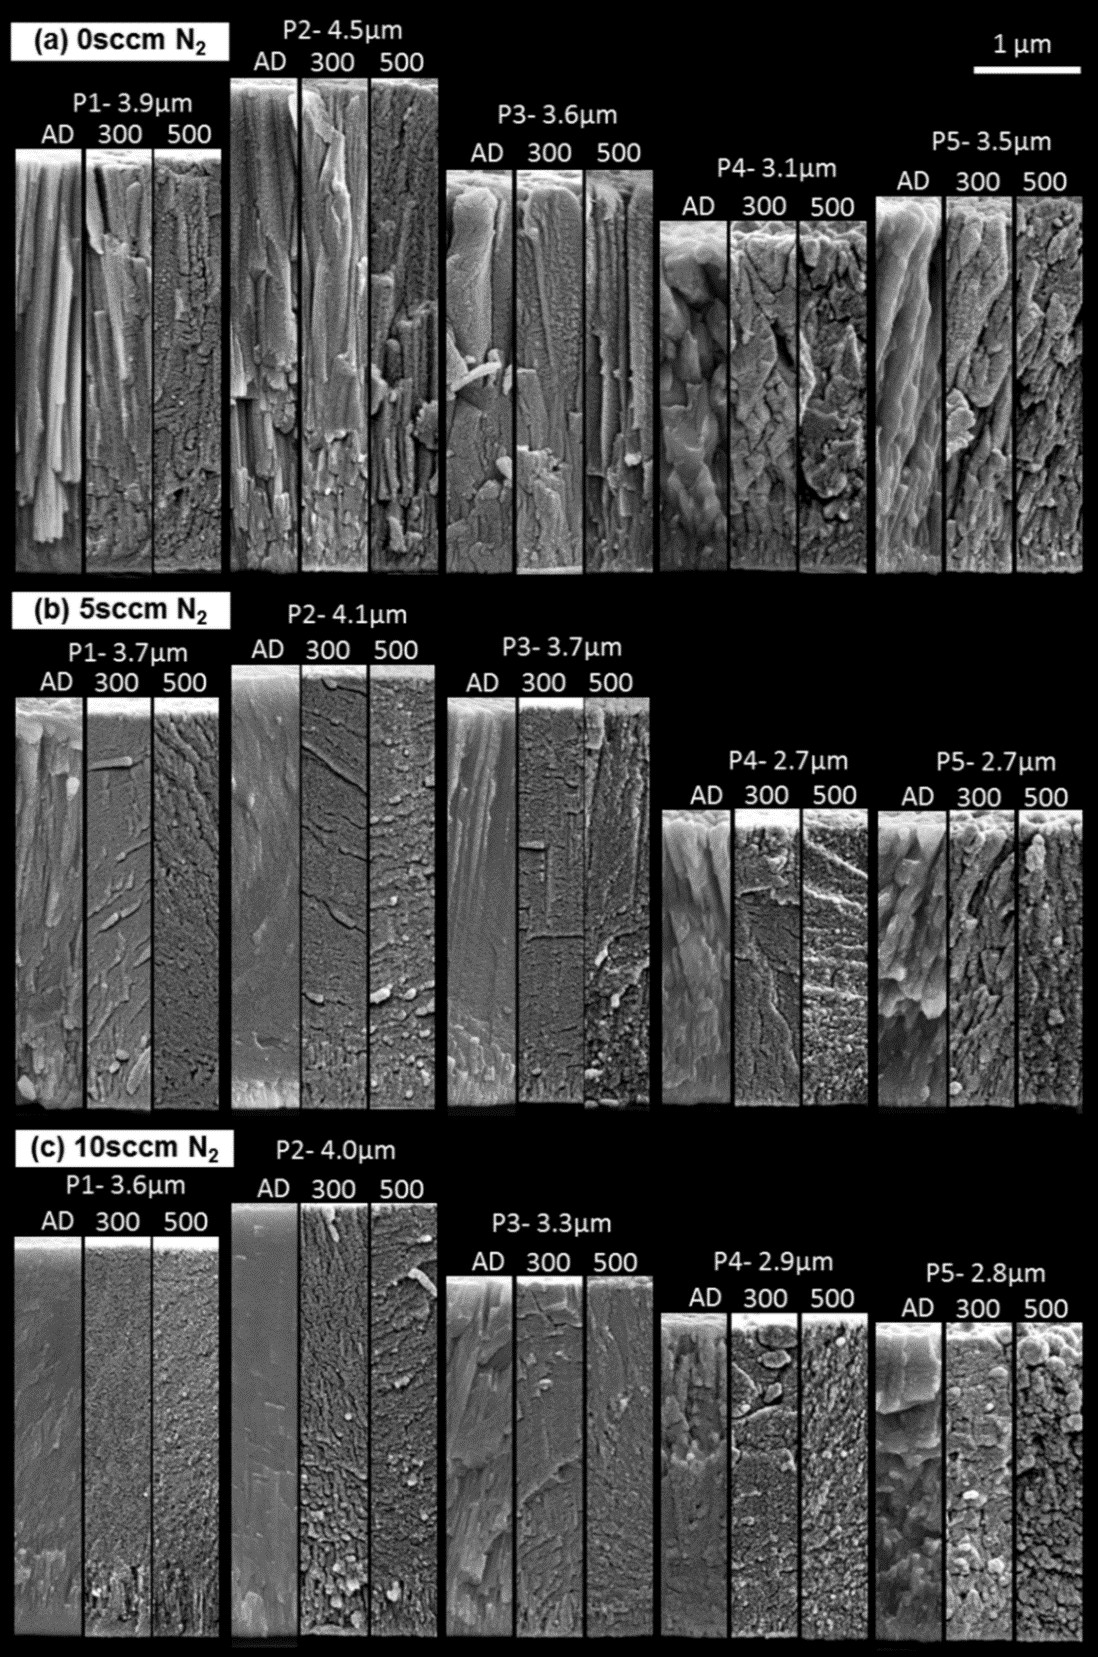 (a) 0sccm N₂
P1- 3.9µm
AD 300 500
P2- 4.5µm
AD 300 500
P3- 3.6µm
AD 300 500
P4- 3.1µm
AD 300 500
P5- 3.5µm
AD 300 500
1 µm
(b) 5sccm N₂
P1- 3.7µm
AD 300 500
P2- 4.1µm
AD 300 500
P3- 3.7µm
AD 300 500
P4- 2.7µm
AD 300 500
P5- 2.7µm
AD 300 500
(c) 10sccm N₂
P1- 3.6µm
AD 300 500
P2- 4.0µm
AD 300 500
P3- 3.3µm
AD 300 500
P4- 2.9µm
AD 300 500
P5- 2.8µm
AD 300 500